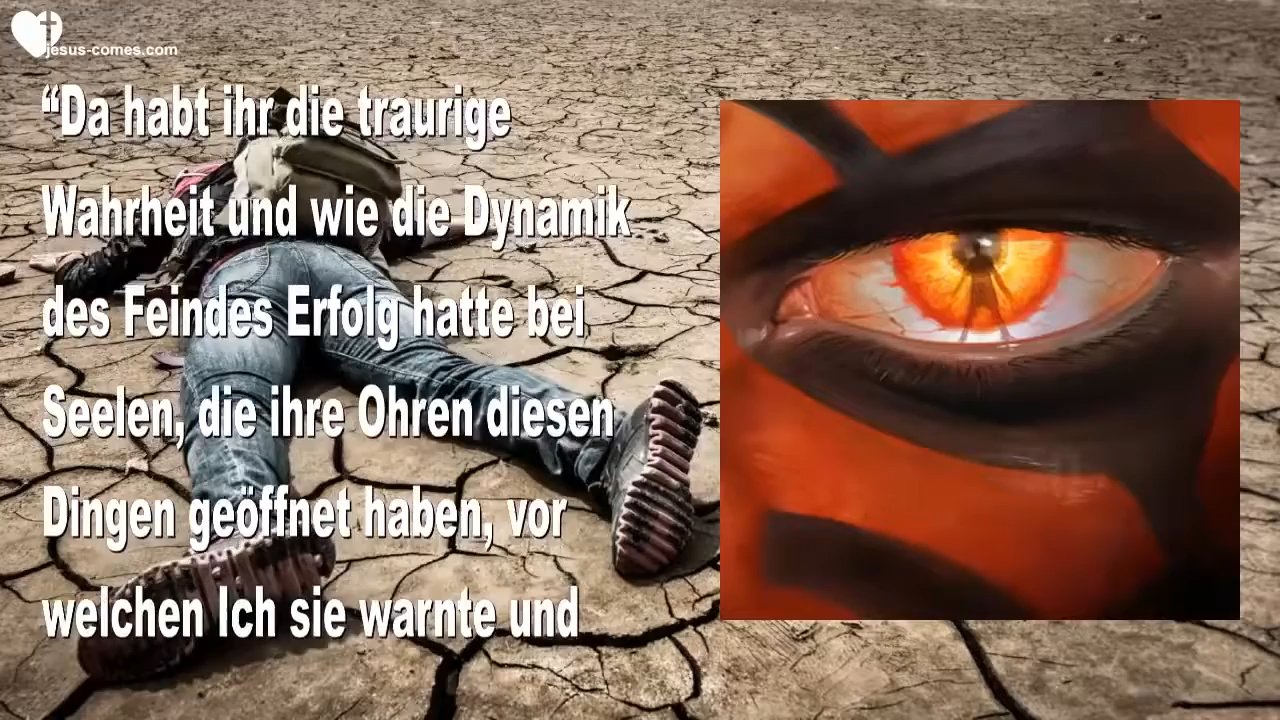 jesus-comes.com
“Da habt ihr die traurige
Wahrheit und wie die Dynamik
des Feindes Erfolg hatte bei
Seelen, die ihre Ohren diesen
Dingen geöffnet haben, vor
welchen Ich sie warnte und